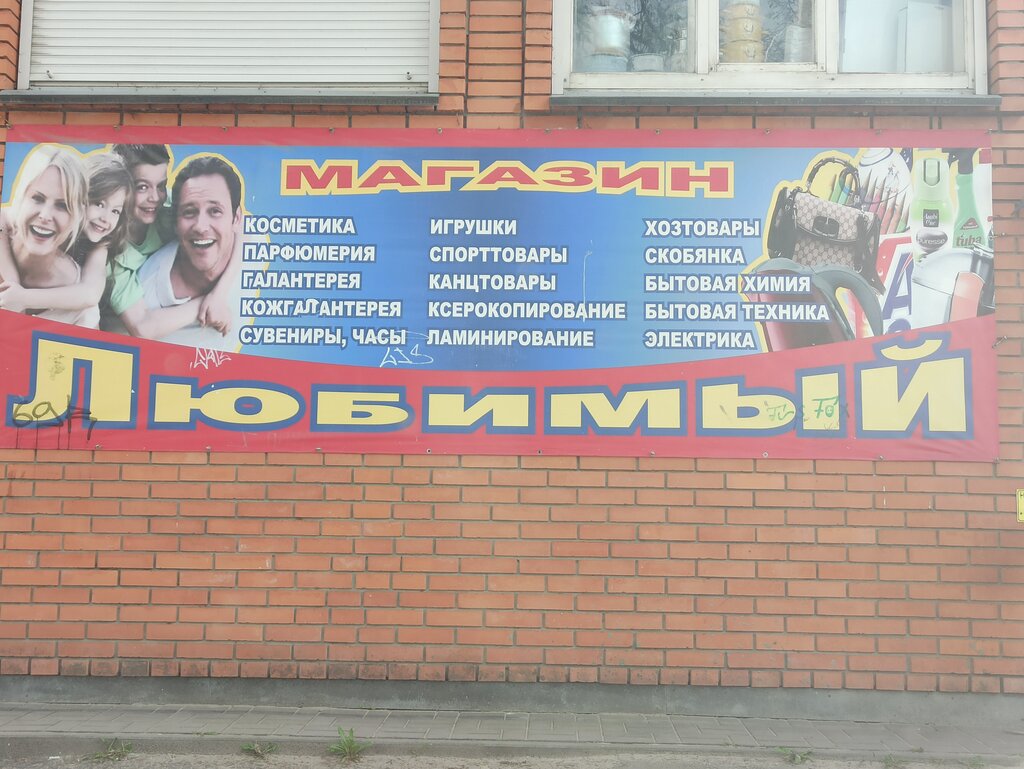 МАГАЗИН
КОСМЕТИКА
ПАРФЮМЕРИЯ
ГАЛАНТЕРЕЯ
КОЖГАЛАНТЕРЕЯ
СУВЕНИРЫ, ЧАСЫ
ИГРУШКИ
СПОРТТОВАРЫ
КАНЦТОВАРЫ
КСЕРОКОПИРОВАНИЕ
ЛАМИНИРОВАНИЕ
ХОЗТОВАРЫ
СКОБЯНКА
БЫТОВАЯ ХИМИЯ
БЫТОВАЯ ТЕХНИКА
ЭЛЕКТРИКА
Любимый